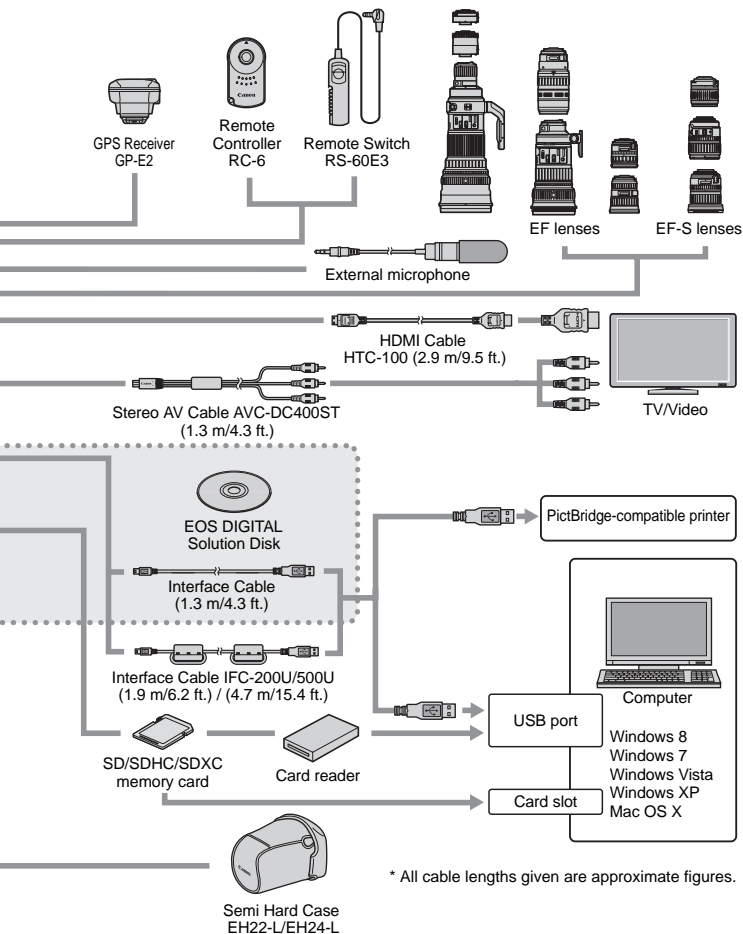 GPS Receiver
GP-E2
Canon
Remote
Controller
RC-6
Remote Switch
RS-60E3
EF lenses
EF-S lenses
External microphone
HDMI Cable
HTC-100 (2.9 m/9.5 ft.)
Stereo AV Cable AVC-DC400ST
(1.3 m/4.3 ft.)
TV/Video
EOS DIGITAL
Solution Disk
PictBridge-compatible printer
Interface Cable
(1.3 m/4.3 ft.)
Interface Cable IFC-200U/500U
(1.9 m/6.2 ft.) / (4.7 m/15.4 ft.)
Computer
USB port
Windows 8
Windows 7
Windows Vista
Windows XP
Mac OS X
SD/SDHC/SDXC
memory card
Card reader
Card slot
* All cable lengths given are approximate figures.
Semi Hard Case
EH22-L/EH24-L